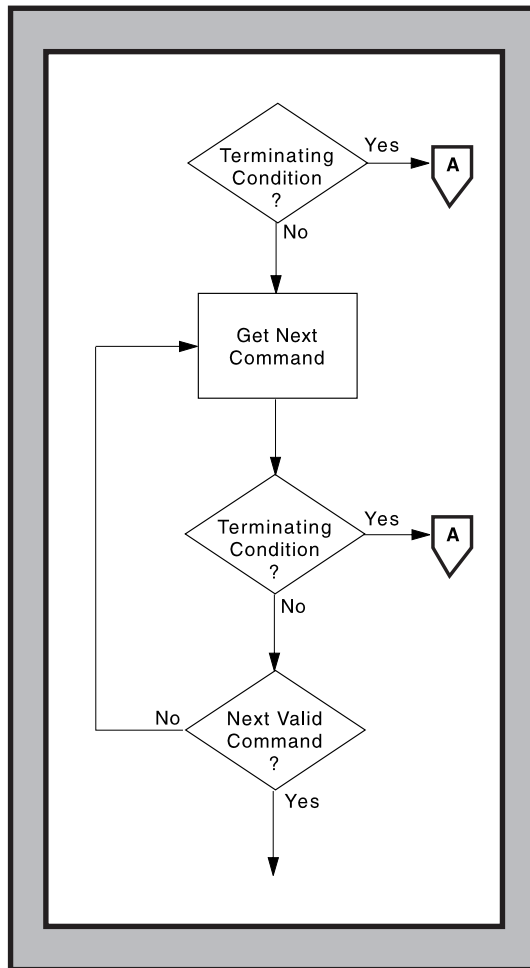 Terminating
Condition
?
Yes
A
No
Get Next
Command
Terminating
Condition
?
Yes
A
No
Next Valid
Command
?
No
Yes